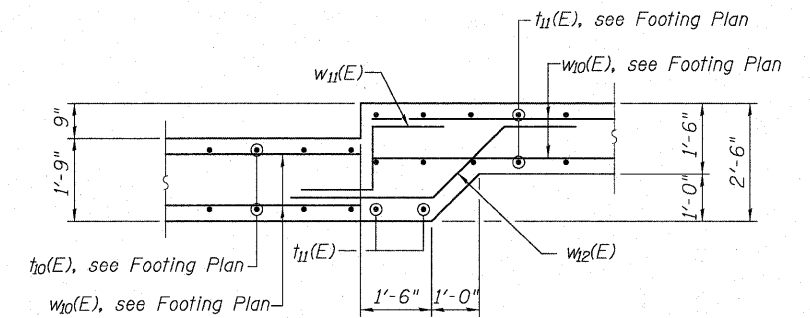 t11(E), see Footing Plan
w10(E), see Footing Plan
w11(E)
9"
1'-9"
1'-6"
1'-0"
2'-6"
t11(E)
w12(E)
t10(E), see Footing Plan
w10(E), see Footing Plan
1'-6"
1'-0"